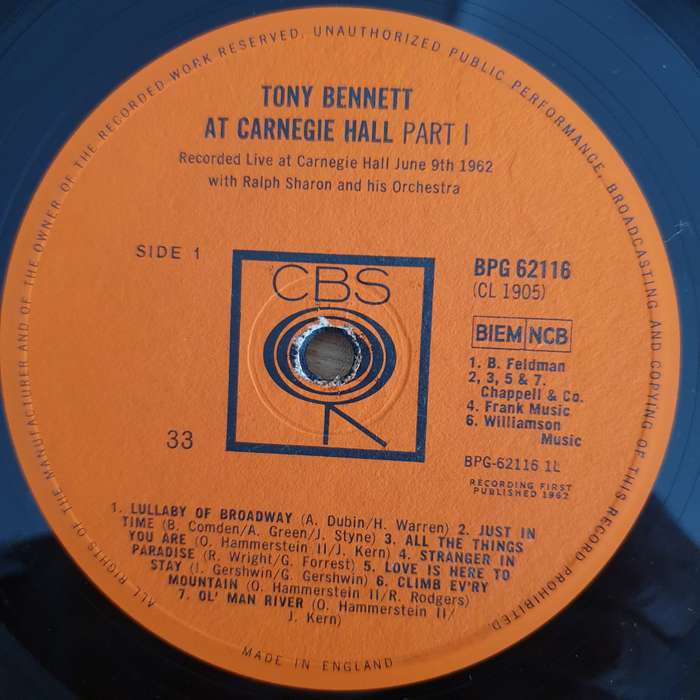 ALL RIGHTS OF THE MANUFACTURER AND OF THE OWNER OF THE RECORDED WORK RESERVED. UNAUTHORIZED PUBLIC PERFORMANCE, BROADCASTING AND COPYING OF THIS RECORD PROHIBITED.
TONY BENNETT
AT CARNEGIE HALL PART I
Recorded Live at Carnegie Hall June 9th 1962
with Ralph Sharon and his Orchestra
SIDE 1
CBS
33
BPG 62116
(CL 1905)
BIEM NCB
1. B. Feldman
2, 3, 5 & 7.
Chappell & Co.
4. Frank Music
6. Williamson
Music
BPG-62116 1L
RECORDING FIRST
PUBLISHED 1962
1. LULLABY OF BROADWAY (A. Dubin/H. Warren) 2. JUST IN
TIME (B. Comden/A. Green/J. Styne) 3. ALL THE THINGS
YOU ARE (O. Hammerstein II/J. Kern) 4. STRANGER IN
PARADISE (R. Wright/G. Forrest) 5. LOVE IS HERE TO
STAY (I. Gershwin/G. Gershwin) 6. CLIMB EV'RY
MOUNTAIN (O. Hammerstein II/R. Rodgers)
7. OL' MAN RIVER (O. Hammerstein II/
J. Kern)
MADE IN ENGLAND